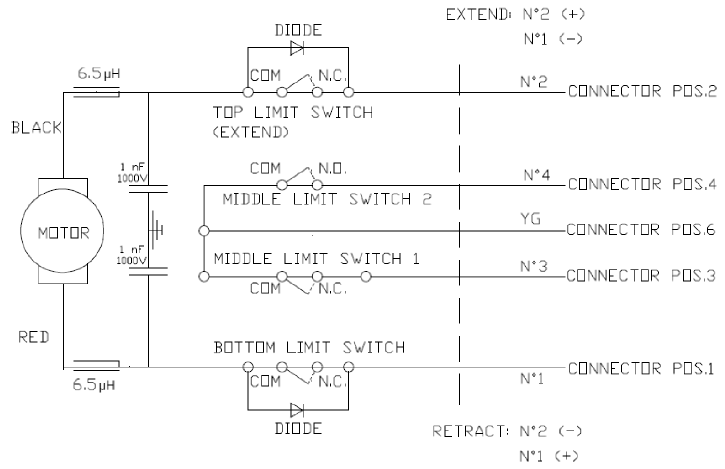 EXTEND: N°2 (+)
N°1 (-)
DIODE
6.5µH
COM
N.C.
N°2
CONNECTOR POS.2
TOP LIMIT SWITCH
(EXTEND)
BLACK
1 nF
1000V
COM
N.O.
N°4
CONNECTOR POS.4
MIDDLE LIMIT SWITCH 2
YG
CONNECTOR POS.6
MOTOR
1 nF
1000V
MIDDLE LIMIT SWITCH 1
N°3
CONNECTOR POS.3
COM
N.C.
RED
BOTTOM LIMIT SWITCH
CONNECTOR POS.1
6.5µH
COM
N.C.
N°1
DIODE
RETRACT: N°2 (-)
N°1 (+)